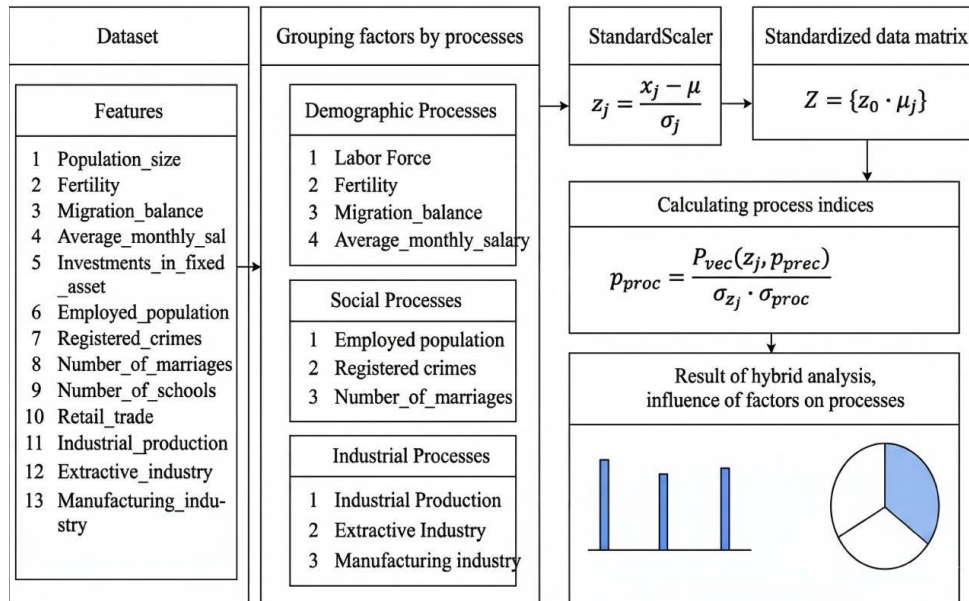 Dataset
Features
1 Population_size
2 Fertility
3 Migration_balance
4 Average_monthly_sal
5 Investments_in_fixed
_asset
6 Employed_population
7 Registered_crimes
8 Number_of_marriages
9 Number_of_schools
10 Retail_trade
11 Industrial_production
12 Extractive_industry
13 Manufacturing_indu-
stry
Grouping factors by processes
Demographic Processes
1 Labor Force
2 Fertility
3 Migration_balance
4 Average_monthly_salary
Social Processes
1 Employed population
2 Registered crimes
3 Number_of_marriages
Industrial Processes
1 Industrial Production
2 Extractive Industry
3 Manufacturing industry
StandardScaler
z_j = (x_j − μ) / σ_j
Standardized data matrix
Z = {z_0 · μ_j}
Calculating process indices
p_proc = P_vec(z_j, p_prec) / (σ_{z_j} · σ_proc)
Result of hybrid analysis,
influence of factors on processes